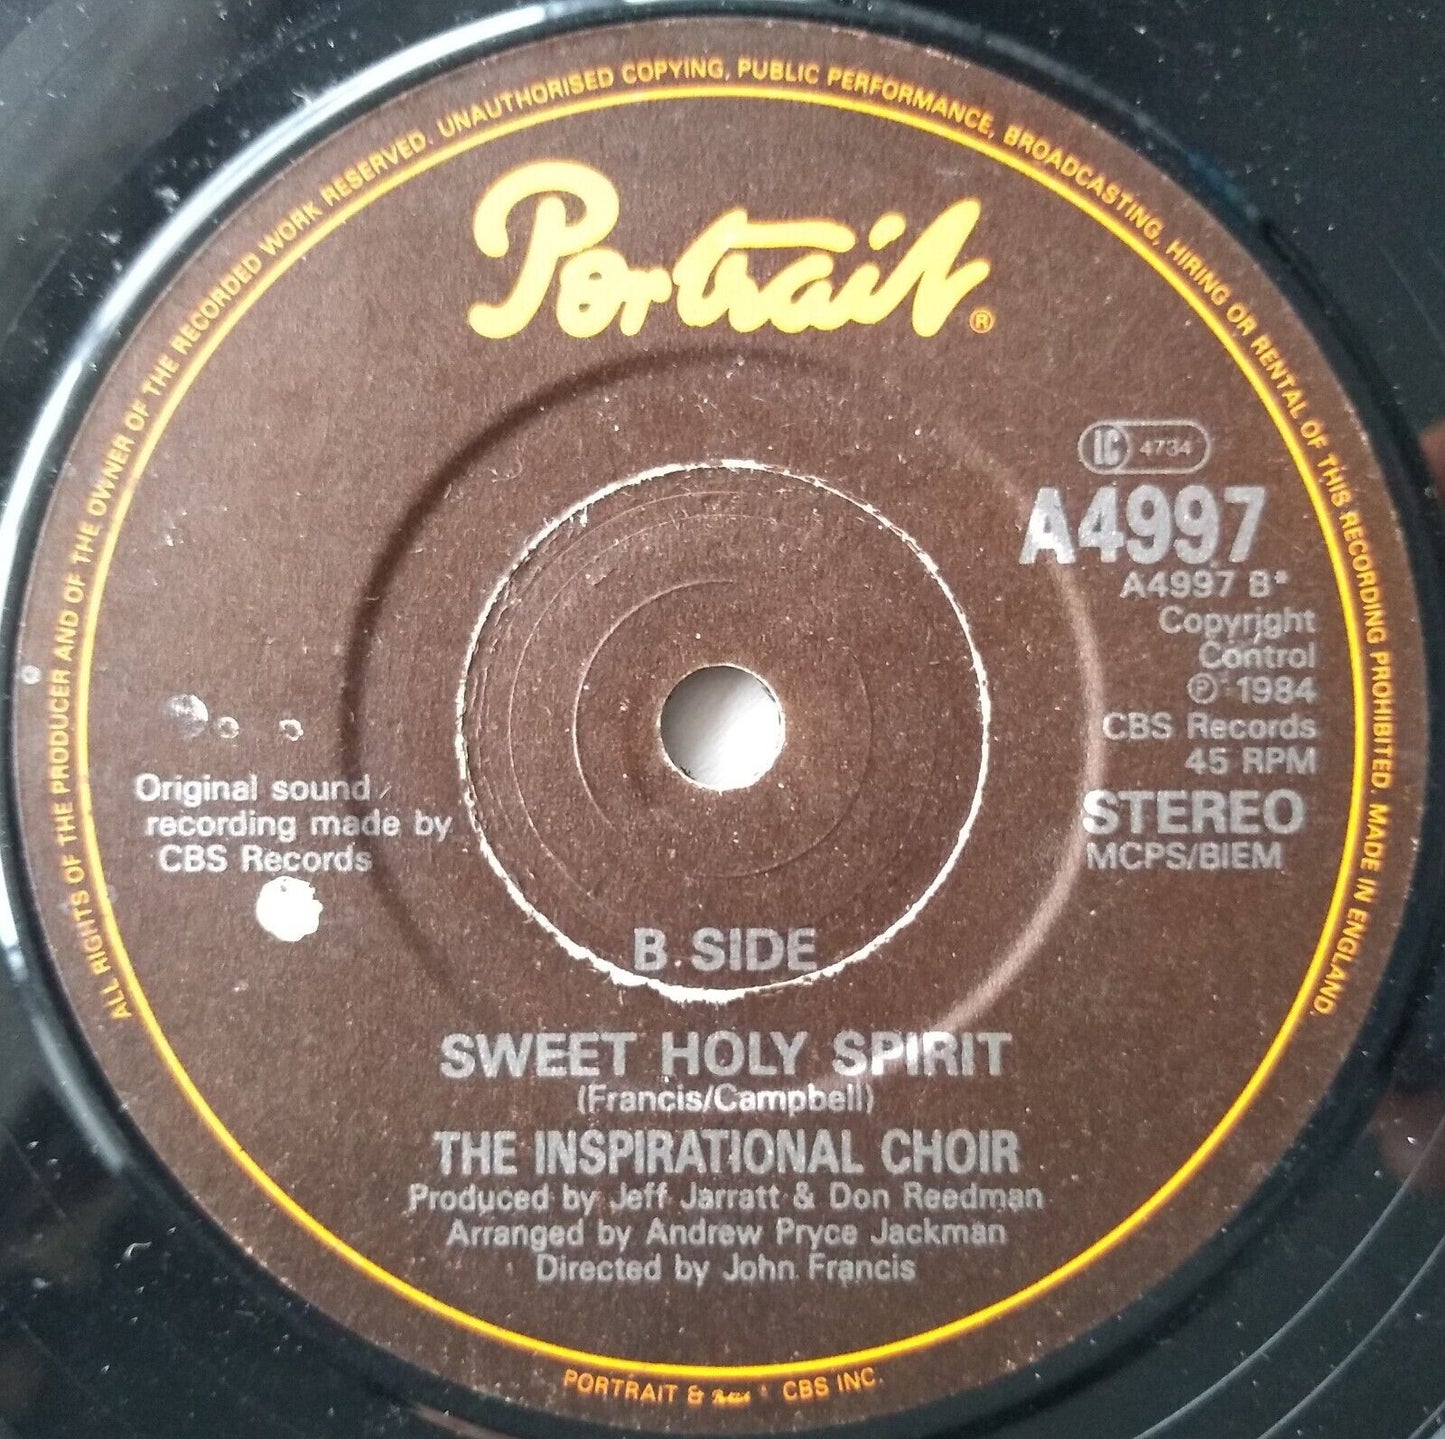 ALL RIGHTS OF THE PRODUCER AND OF THE OWNER OF THE RECORDED WORK RESERVED. UNAUTHORISED COPYING, PUBLIC PERFORMANCE, BROADCASTING, HIRING OR RENTAL OF THIS RECORDING PROHIBITED. MADE IN ENGLAND.
Portrait®
LC 4734
A4997
A4997 B*
Copyright
Control
℗ 1984
CBS Records
45 RPM
STEREO
MCPS/BIEM
Original sound
recording made by
CBS Records
B. SIDE
SWEET HOLY SPIRIT
(Francis/Campbell)
THE INSPIRATIONAL CHOIR
Produced by Jeff Jarratt & Don Reedman
Arranged by Andrew Pryce Jackman
Directed by John Francis
PORTRAIT & Portrait CBS INC.